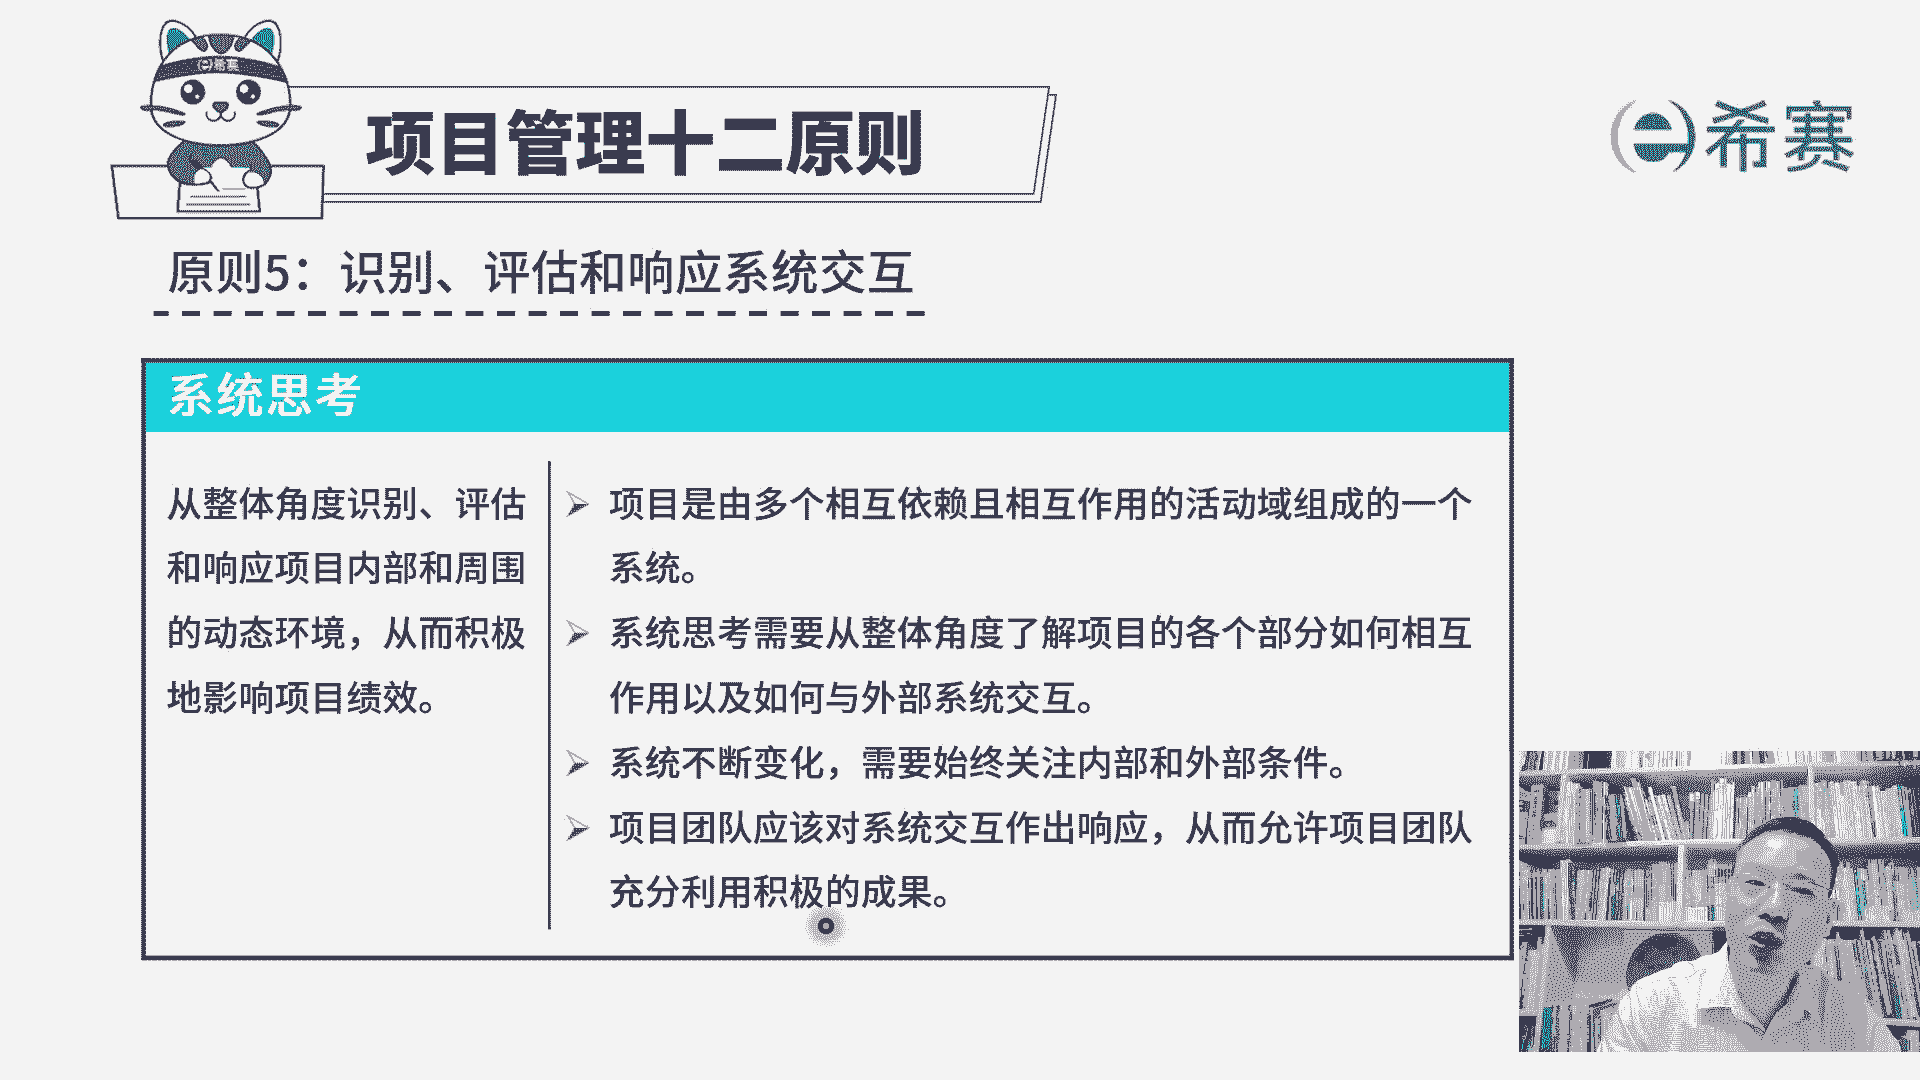 希赛
项目管理十二原则
希赛
原则5：识别、评估和响应系统交互
系统思考
从整体角度识别、评估
和响应项目内部和周围
的动态环境，从而积极
地影响项目绩效。
项目是由多个相互依赖且相互作用的活动域组成的一个
系统。
系统思考需要从整体角度了解项目的各个部分如何相互
作用以及如何与外部系统交互。
系统不断变化，需要始终关注内部和外部条件。
项目团队应该对系统交互作出响应，从而允许项目团队
充分利用积极的成果。